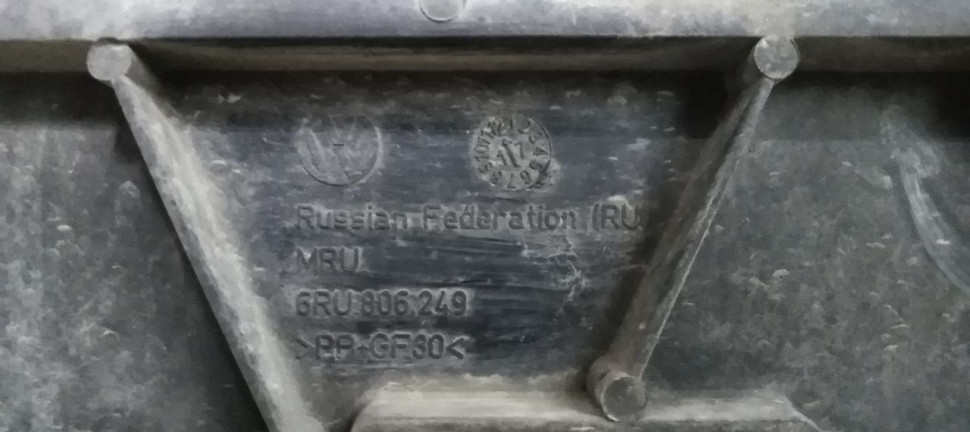 Russian Federation (RU
MRU
6RU.806.249
>PP+GF30<